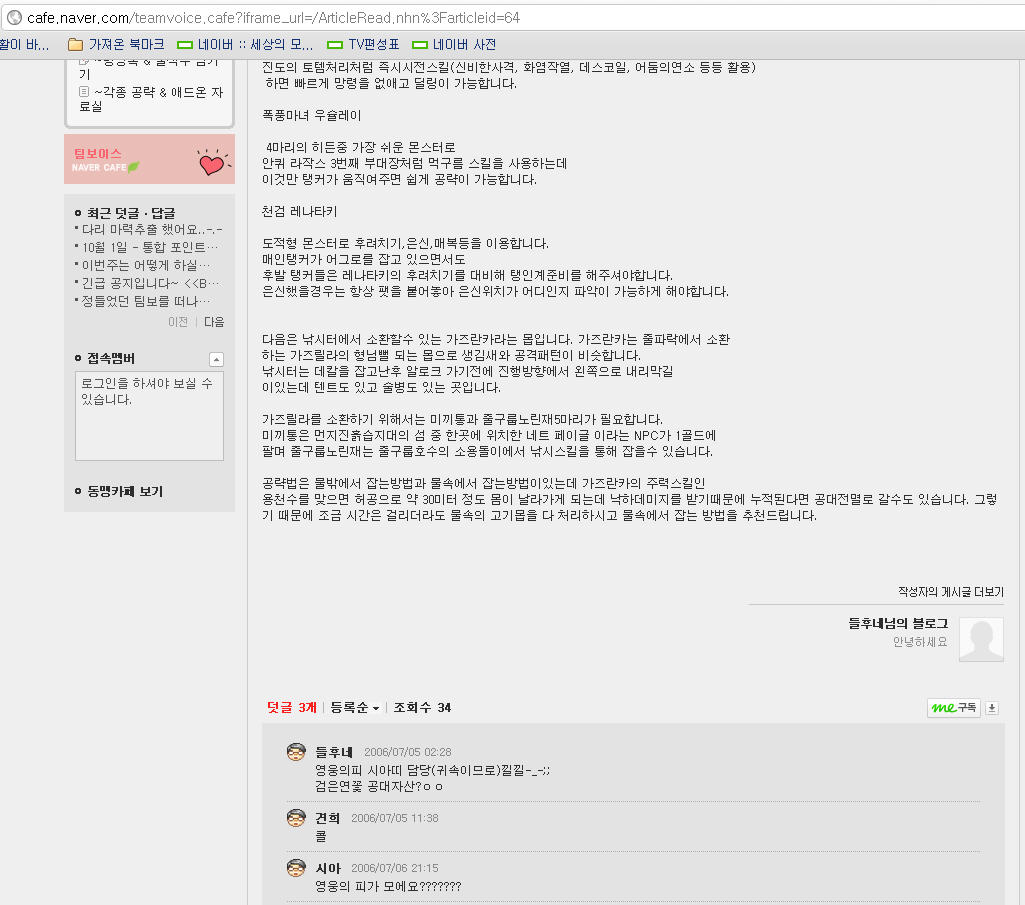 cafe.naver.com/teamvoice.cafe?iframe_url=/ArticleRead.nhn%3Farticleid=64
활이 바... 가져온 북마크 네이버 :: 세상의 모... TV편성표 네이버 사전
기
~각종 공략 & 애드온 자
료실
팀보이스
NAVER CAFE
최근 덧글 · 답글
다리 마력추출 했어요..-.-
10월 1일 - 통합 포인트…
이번주는 어떻게 하실…
긴급 공지입니다~ <<B…
정들었던 팀보를 떠나…
이전 | 다음
접속멤버
로그인을 하셔야 보실 수
있습니다.
동맹카페 보기
진도의 토템처리처럼 즉시시전스킬(신비한사격, 화염작열, 데스코일, 어둠의연소 등등 활용)
하면 빠르게 망령을 없애고 딜링이 가능합니다.
폭풍마녀 우슐레이
4마리의 히든중 가장 쉬운 몬스터로
안퀴 라작스 3번째 부대장처럼 먹구름 스킬을 사용하는데
이것만 탱커가 움직여주면 쉽게 공략이 가능합니다.
천검 레나타키
도적형 몬스터로 후려치기,은신,매복등을 이용합니다.
매인탱커가 어그로를 잡고 있으면서도
후발 탱커들은 레나타키의 후려치기를 대비해 탱인계준비를 해주셔야합니다.
은신했을경우는 항상 팻을 붙어놓아 은신위치가 어디인지 파악이 가능하게 해야합니다.
다음은 낚시터에서 소환할수 있는 가즈란카라는 몹입니다. 가즈란카는 줄파락에서 소환
하는 가즈릴라의 형님뻘 되는 몹으로 생김새와 공격패턴이 비슷합니다.
낚시터는 데칼을 잡고난후 알로크 가기전에 진행방향에서 왼쪽으로 내리막길
이있는데 텐트도 있고 술병도 있는 곳입니다.
가즈릴라를 소환하기 위해서는 미끼통과 줄구룹노린재5마리가 필요합니다.
미끼통은 먼지진흙습지대의 섬 중 한곳에 위치한 네트 페이글 이라는 NPC가 1골드에
팔며 줄구룹노린재는 줄구룹호수의 소용돌이에서 낚시스킬을 통해 잡을수 있습니다.
공략법은 물밖에서 잡는방법과 물속에서 잡는방법이있는데 가즈란카의 주력스킬인
용천수를 맞으면 허공으로 약 30미터 정도 몸이 날라가게 되는데 낙하데미지를 받기때문에 누적된다면 공대전멸로 갈수도 있습니다. 그렇
기 때문에 조금 시간은 걸리더라도 물속의 고기몹을 다 처리하시고 물속에서 잡는 방법을 추천드립니다.
작성자의 게시글 더보기
들후네님의 블로그
안녕하세요
덧글 3개 | 등록순 | 조회수 34
me구독
들후네 2006/07/05 02:28
영웅의피 시아띠 담당(귀속이므로)낄낄-_-;;
검은연꽃 공대자산?ㅇㅇ
견희 2006/07/05 11:38
콜
시아 2006/07/06 21:15
영웅의 피가 모에요???????